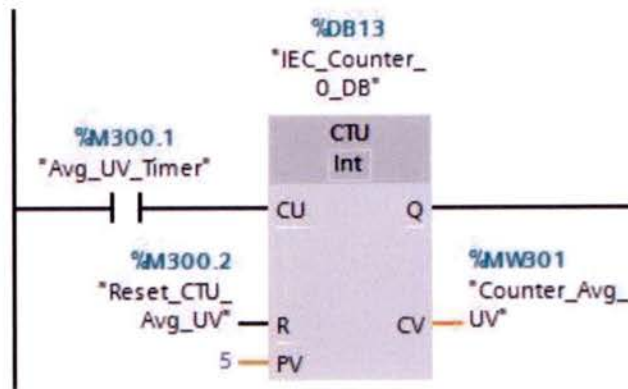 %DB13
"IEC_Counter_
0_DB"
%M300.1
"Avg_UV_Timer"
CTU
Int
CU
Q
%M300.2
"Reset_CTU_
Avg_UV"
R
%MW301
"Counter_Avg_
UV"
CV
5
PV